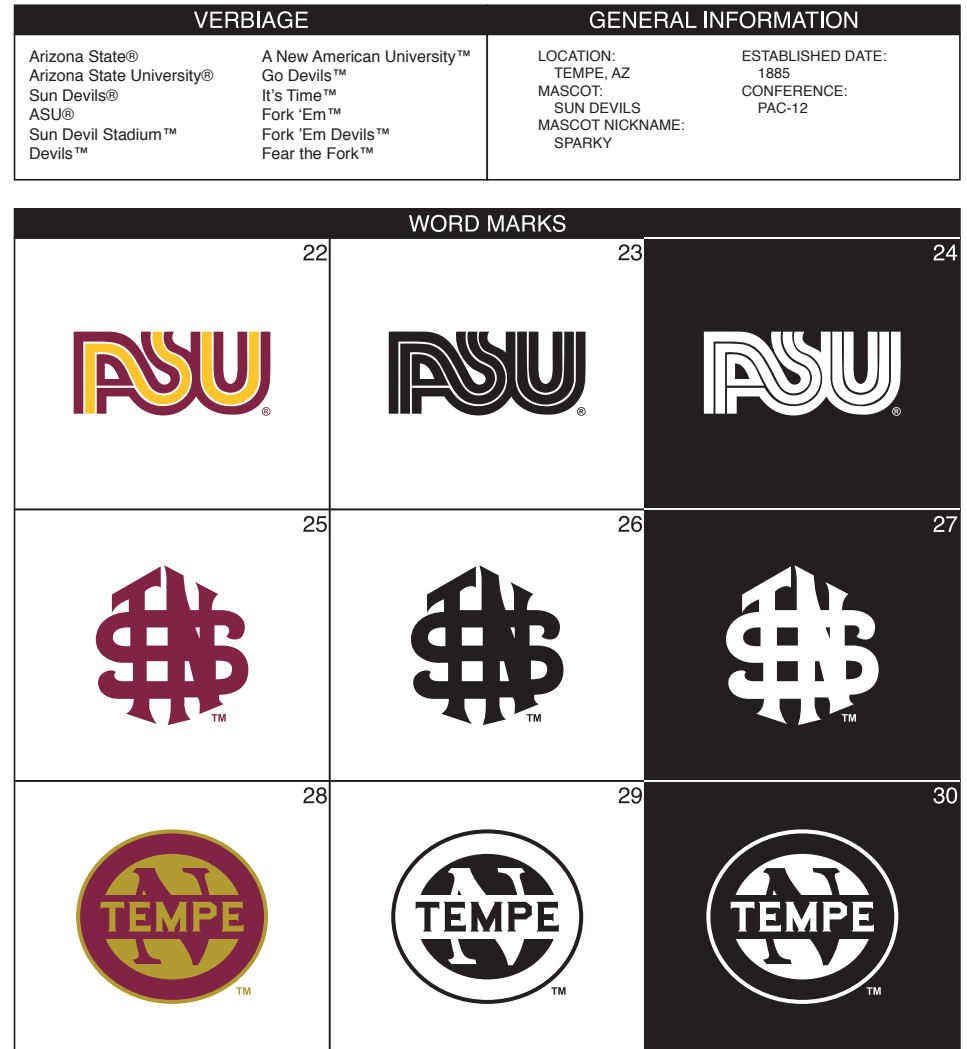 VERBIAGE
Arizona State®
Arizona State University®
Sun Devils®
ASU®
Sun Devil Stadium™
Devils™
A New American University™
Go Devils™
It's Time™
Fork ‘Em™
Fork ’Em Devils™
Fear the Fork™
GENERAL INFORMATION
LOCATION:
TEMPE, AZ
MASCOT:
SUN DEVILS
MASCOT NICKNAME:
SPARKY
ESTABLISHED DATE:
1885
CONFERENCE:
PAC-12
WORD MARKS
22
ASU®
23
ASU®
24
ASU®
25
TNS
TM
26
TNS
TM
27
TNS
TM
28
N
TEMPE
TM
29
N
TEMPE
TM
30
N
TEMPE
TM